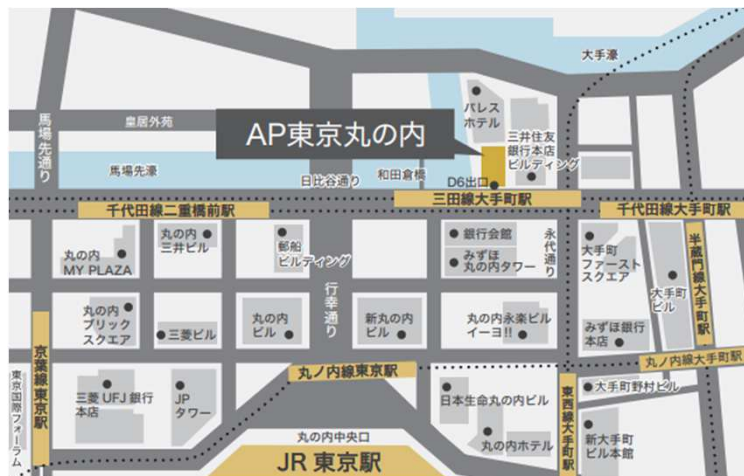 大手濠
パレス
ホテル
馬場先通り
皇居外苑
AP東京丸の内
三井住友
銀行本店
ビルディング
馬場先濠
日比谷通り
和田倉橋
D6出口
千代田線二重橋前駅
三田線大手町駅
千代田線大手町駅
丸の内
MY PLAZA
丸の内
三井ビル
郵船
ビルディング
行幸通り
銀行会館
みずほ
丸の内タワー
永代通り
大手町
ファースト
スクエア
大手町
ビル
半蔵門線大手町駅
丸の内
ブリック
スクエア
三菱ビル
丸の内
ビル
新丸の内
ビル
丸の内永楽ビル
イーヨ!!
みずほ銀行
本店
京葉線東京駅
丸ノ内線東京駅
丸ノ内線大手町駅
東京国際フォーラム
三菱 UFJ 銀行
本店
JP
タワー
日本生命丸の内ビル
東西線大手町駅
大手町野村ビル
丸の内中央口
丸の内ホテル
新大手町
ビル本館
JR 東京駅